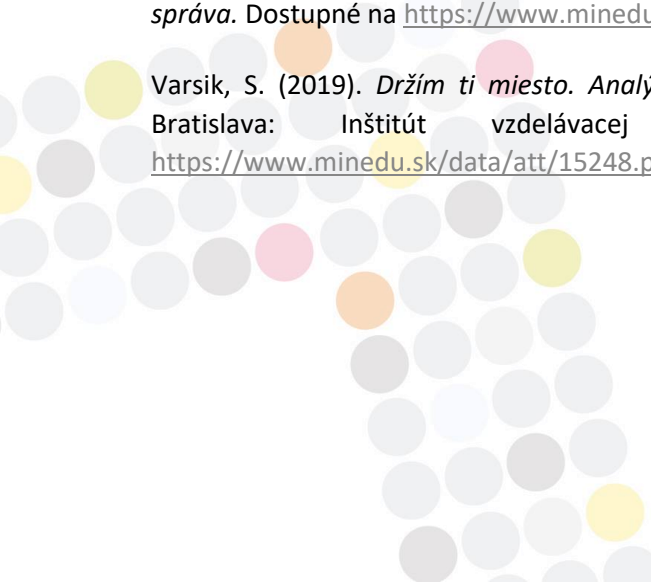 správa. Dostupné na https://www.minedu
Varsik, S. (2019). Držím ti miesto. Analý
Bratislava: Inštitút vzdelávacej
https://www.minedu.sk/data/att/15248.p